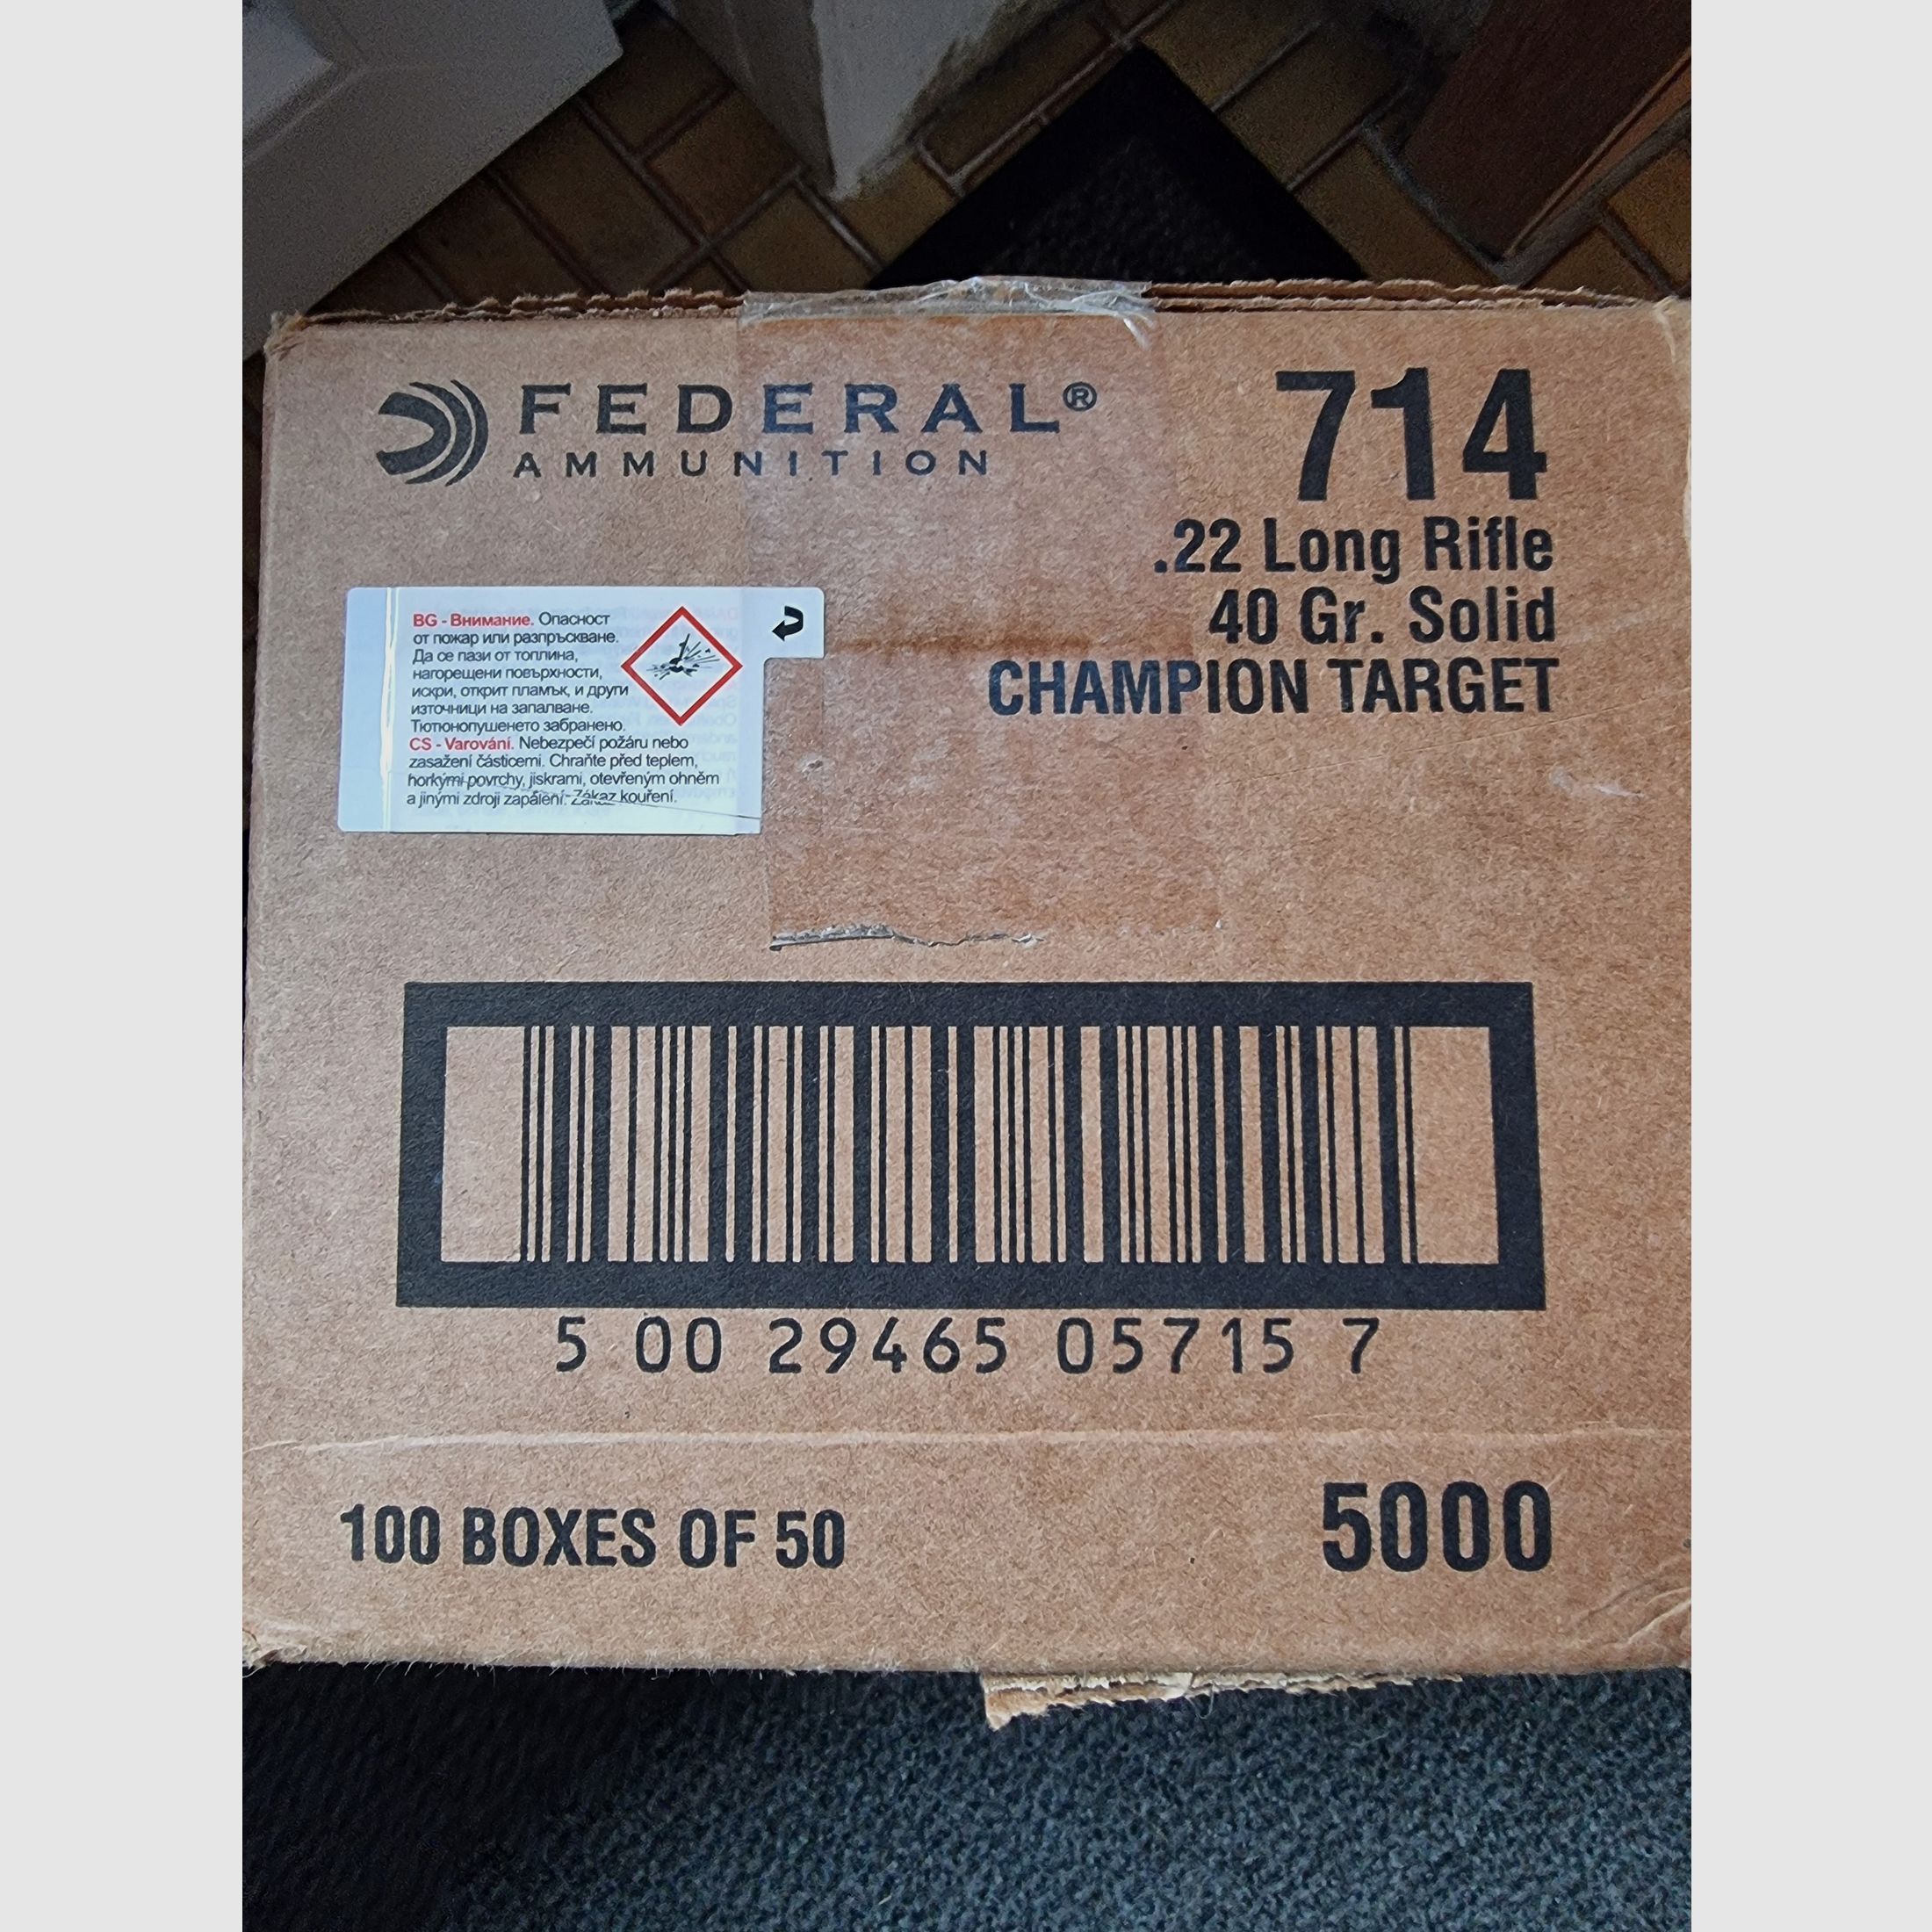 FEDERAL®
AMMUNITION
714
.22 Long Rifle
40 Gr. Solid
CHAMPION TARGET
BG - Внимание. Опасност
от пожар или разпръскване.
Да се пази от топлина,
нагорещени повърхности,
искри, открит пламък, и други
източници на запалване.
Тютюнопушенето забранено.
CS - Varování. Nebezpečí požáru nebo
zasažení částicemi. Chraňte před teplem,
horkými povrchy, jiskrami, otevřeným ohněm
a jinými zdroji zapálení. Zákaz kouření.
5 00 29465 05715 7
100 BOXES OF 50
5000